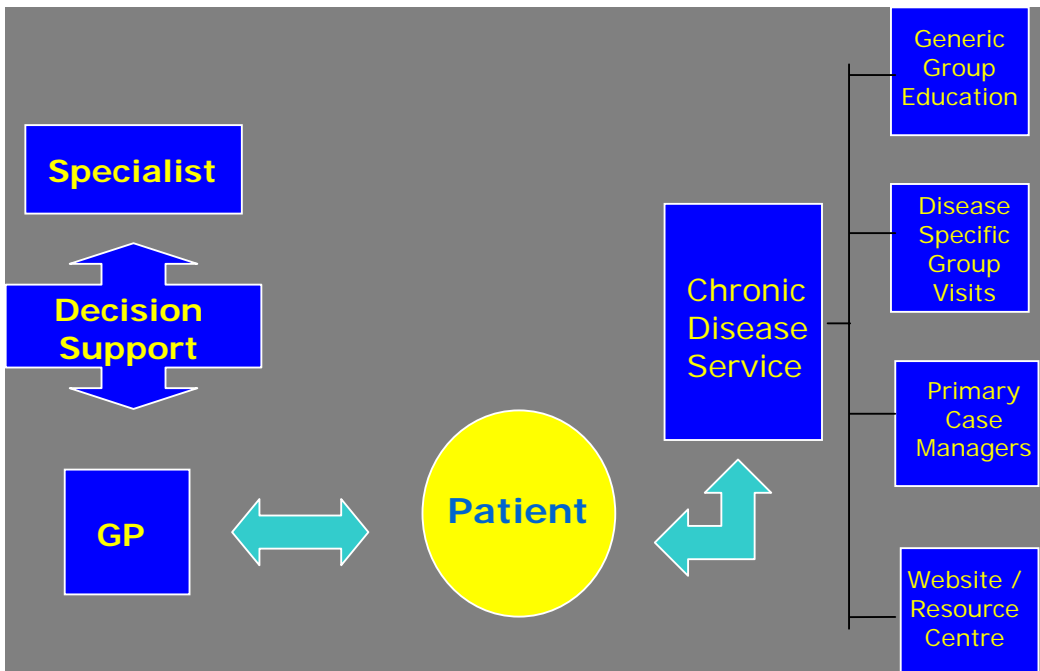 Specialist
Decision
Support
GP
Patient
Chronic
Disease
Service
Generic
Group
Education
Disease
Specific
Group
Visits
Primary
Case
Managers
Website /
Resource
Centre